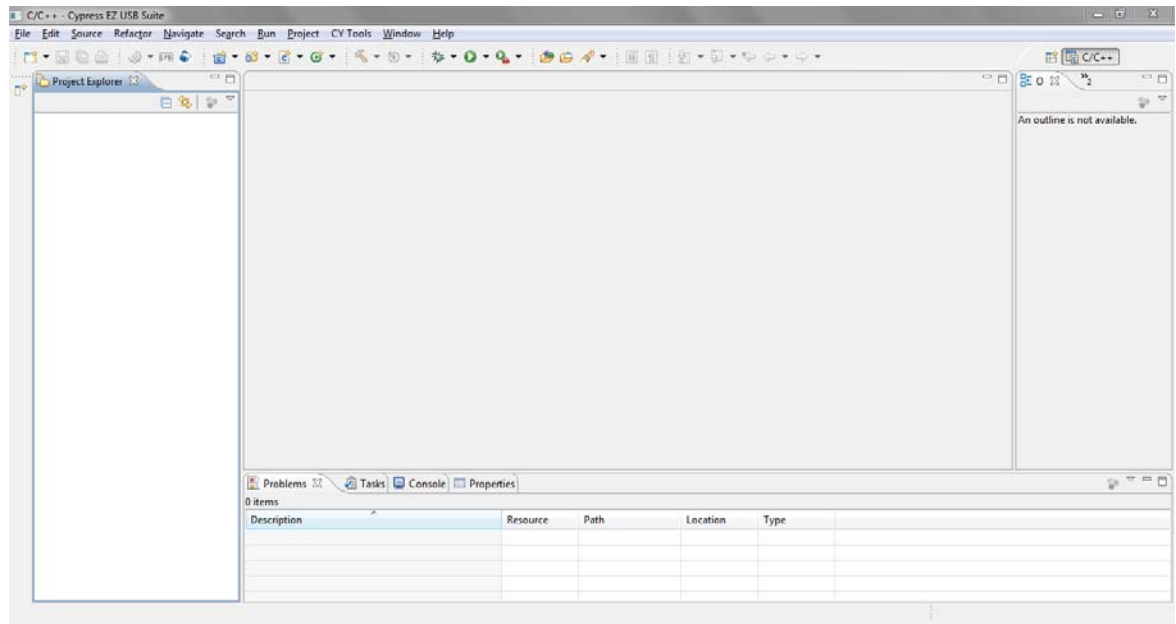 C/C++ - Cypress EZ USB Suite
File Edit Source Refactor Navigate Search Run Project CY Tools Window Help
C/C++
Project Explorer
O
»2
An outline is not available.
Problems Tasks Console Properties
0 items
Description Resource Path Location Type